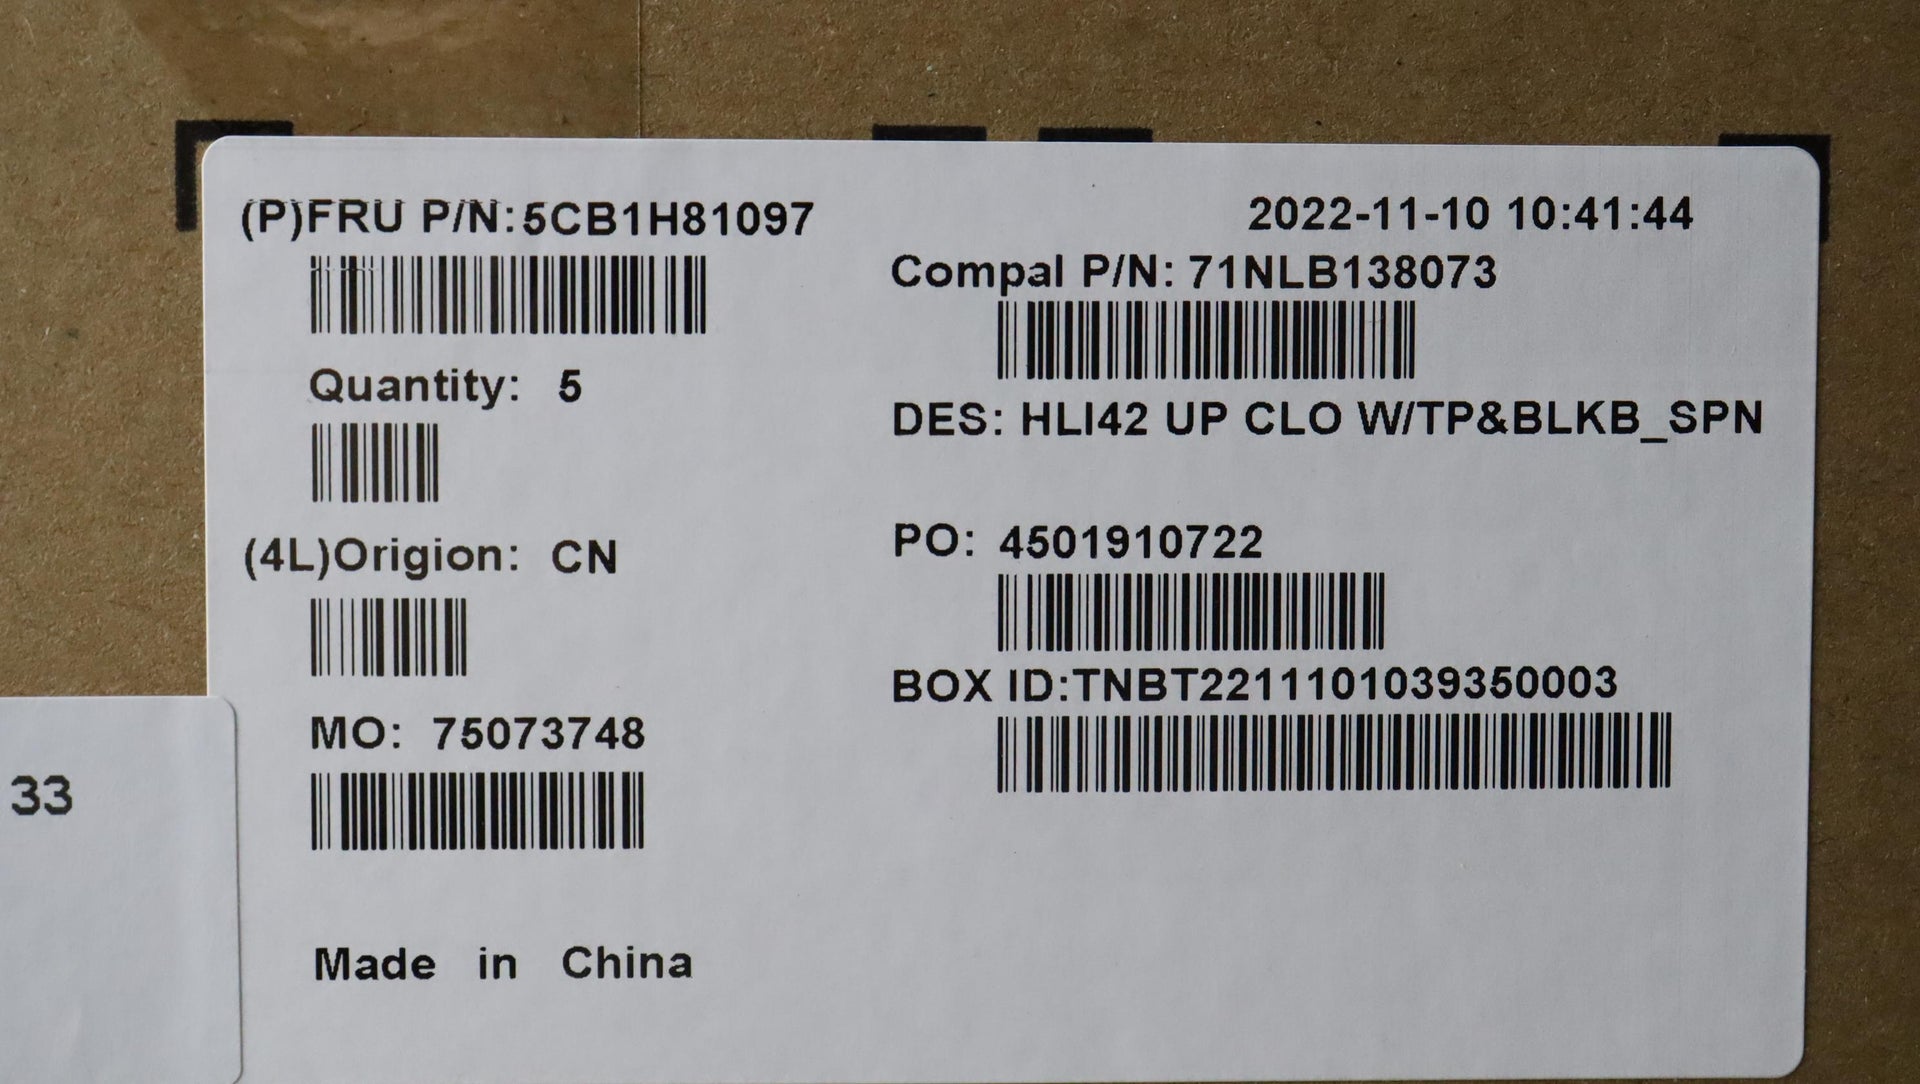 (P)FRU P/N:5CB1H81097
2022-11-10 10:41:44
Compal P/N: 71NLB138073
Quantity: 5
DES: HLI42 UP CLO W/TP&BLKB_SPN
(4L)Origion: CN
PO: 4501910722
BOX ID:TNBT2211101039350003
MO: 75073748
33
Made in China